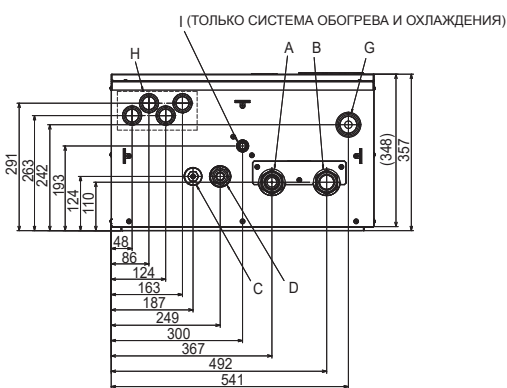 I (ТОЛЬКО СИСТЕМА ОБОГРЕВА И ОХЛАЖДЕНИЯ)
H
A
B
G
291
263
242
193
124
110
(348)
357
48
86
124
163
187
249
300
367
492
541
C
D